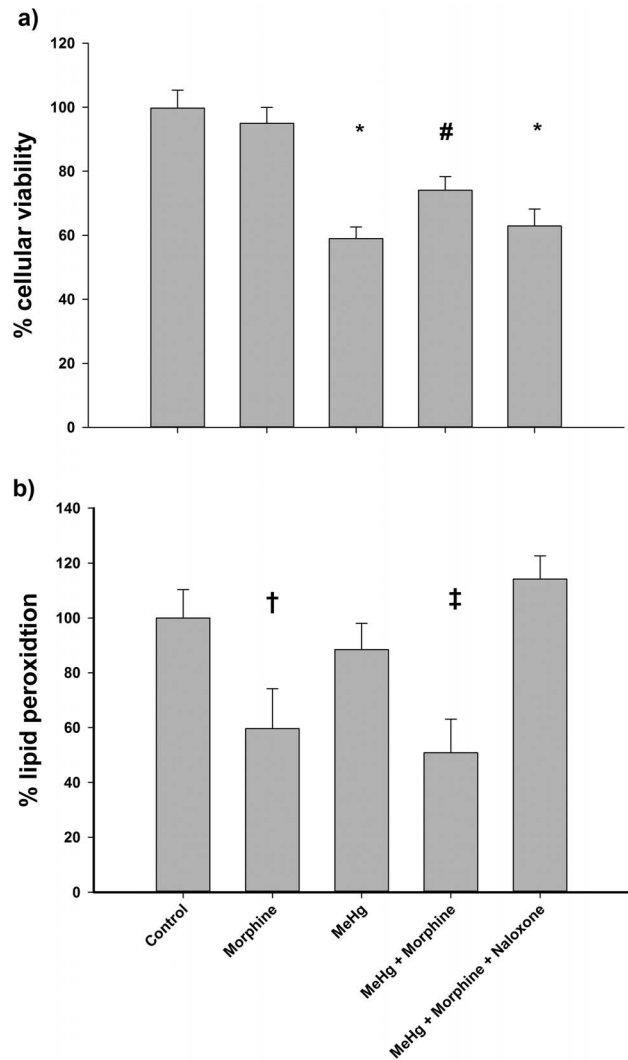 a)
120
100
80
60
40
20
0
% cellular viability
*
#
*
b)
140
120
100
80
60
40
20
0
% lipid peroxidtion
†
‡
Control
Morphine
MeHg
MeHg + Morphine
MeHg + Morphine + Naloxone